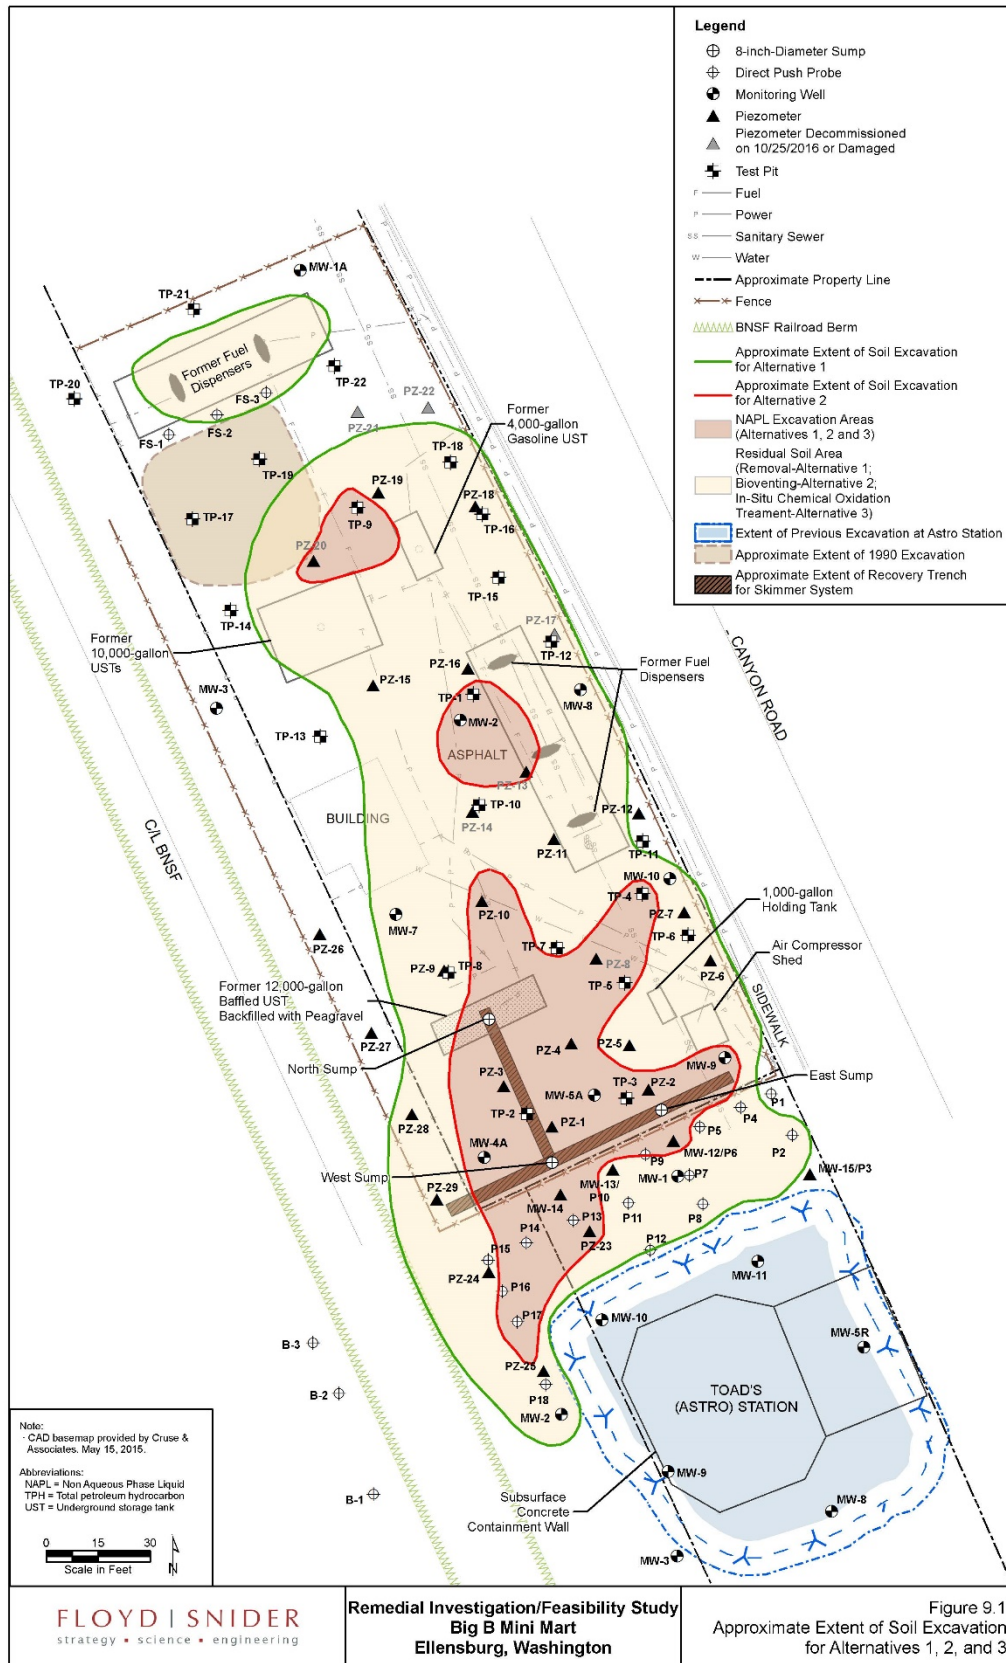 Legend
8-inch-Diameter Sump
Direct Push Probe
Monitoring Well
Piezometer
Piezometer Decommissioned
on 10/25/2016 or Damaged
Test Pit
F Fuel
P Power
SS Sanitary Sewer
W Water
Approximate Property Line
Fence
BNSF Railroad Berm
Approximate Extent of Soil Excavation
for Alternative 1
Approximate Extent of Soil Excavation
for Alternative 2
NAPL Excavation Areas
(Alternatives 1, 2 and 3)
Residual Soil Area
(Removal-Alternative 1;
Bioventing-Alternative 2;
In-Situ Chemical Oxidation
Treament-Alternative 3)
Extent of Previous Excavation at Astro Station
Approximate Extent of 1990 Excavation
Approximate Extent of Recovery Trench
for Skimmer System
MW-1A
TP-21
Former Fuel
Dispensers
TP-20
TP-22
FS-3
FS-2
FS-1
PZ-22
PZ-21
Former
4,000-gallon
Gasoline UST
TP-18
TP-19
PZ-19
PZ-18
TP-9
TP-16
TP-17
PZ-20
TP-15
TP-14
PZ-17
TP-12
Former
10,000-gallon
USTs
PZ-16
Former Fuel
Dispensers
CANYON ROAD
PZ-15
TP-1
MW-8
MW-3
MW-2
TP-13
ASPHALT
PZ-13
TP-10
PZ-14
PZ-12
BUILDING
PZ-11
TP-11
C/L BNSF
MW-10
TP-4
1,000-gallon
Holding Tank
PZ-10
PZ-7
MW-7
PZ-26
TP-7
TP-6
Air Compressor
Shed
PZ-9
TP-8
PZ-8
PZ-6
TP-5
Former 12,000-gallon
Baffled UST
Backfilled with Peagravel
SIDEWALK
PZ-27
PZ-4
PZ-5
North Sump
MW-9
East Sump
PZ-3
MW-5A
TP-3
PZ-2
P1
TP-2
P4
PZ-28
PZ-1
P5
P2
MW-4A
MW-12/P6
P9
West Sump
MW-13/
P10
MW-1
P7
MW-15/P3
PZ-29
MW-14
P11
P8
P13
P14
PZ-23
P12
P15
PZ-24
MW-11
P16
P17
MW-10
B-3
MW-5R
PZ-25
B-2
P18
MW-2
TOAD'S
(ASTRO) STATION
Note:
- CAD basemap provided by Cruse &
Associates. May 15, 2015.
Abbreviations:
NAPL = Non Aqueous Phase Liquid
TPH = Total petroleum hydrocarbon
UST = Underground storage tank
MW-9
B-1
Subsurface
Concrete
Containment Wall
MW-8
0 15 30
Scale in Feet
N
MW-3
FLOYD | SNIDER
strategy ▪ science ▪ engineering
Remedial Investigation/Feasibility Study
Big B Mini Mart
Ellensburg, Washington
Figure 9.1
Approximate Extent of Soil Excavation
for Alternatives 1, 2, and 3